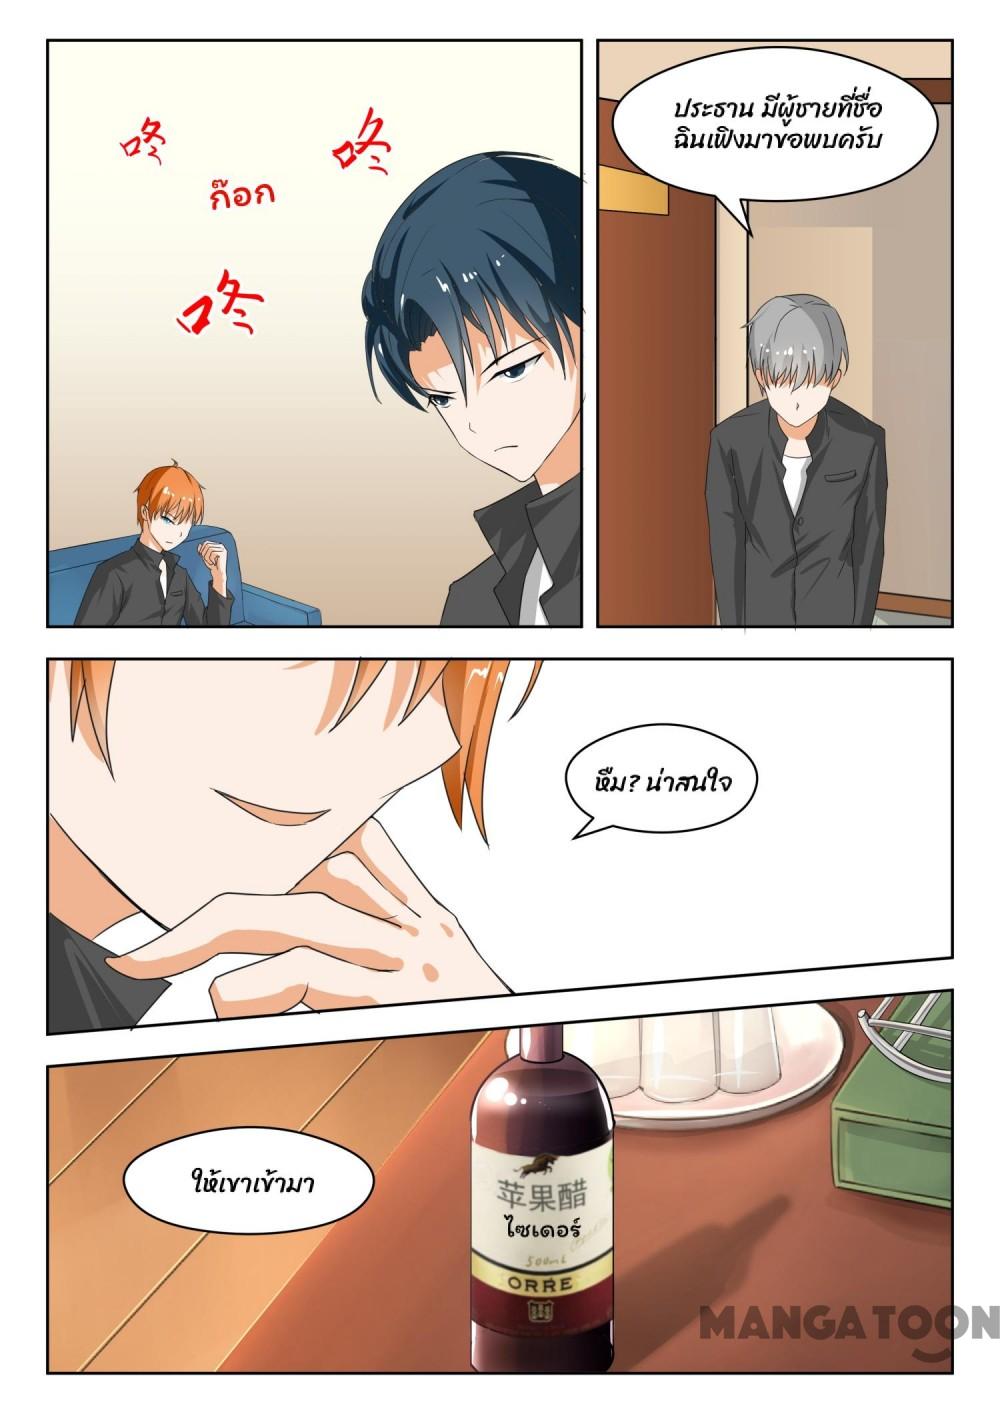 咚
咚
ก๊อก
咚
ประธาน มีผู้ชายที่ชื่อ
ฉินเฟิงมาขอพบครับ
หืม? น่าสนใจ
ให้เขาเข้ามา
苹果醋
ไซเดอร์
500mL
ORRE
MANGATOON